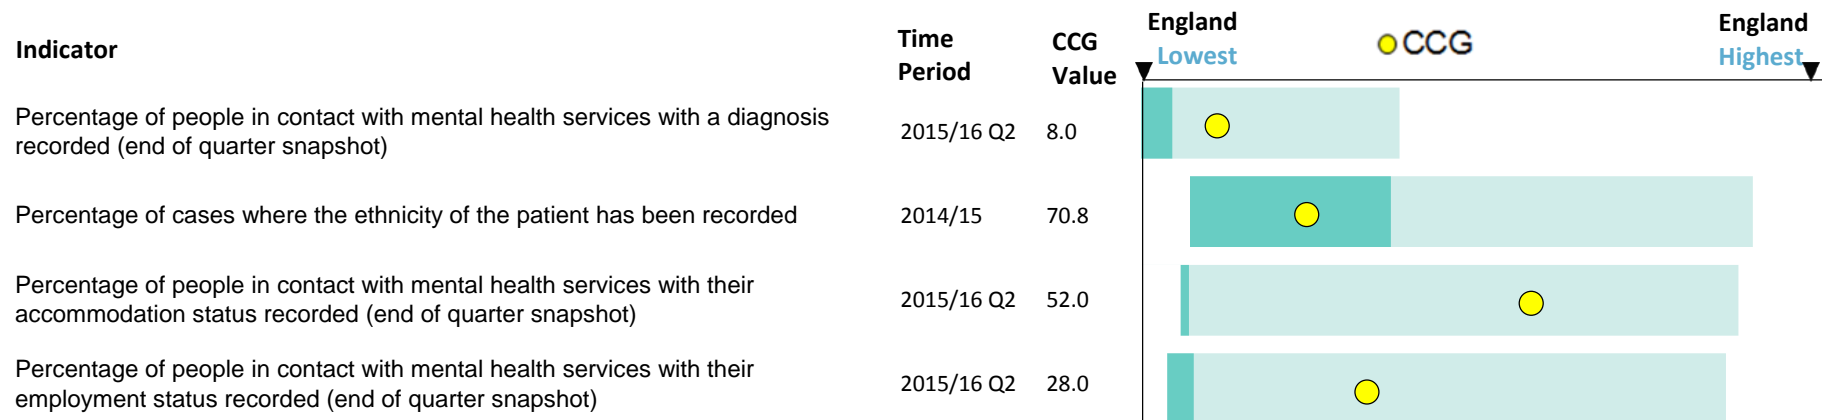 Indicator
Time Period
CCG Value
England Lowest
CCG
England Highest
Percentage of people in contact with mental health services with a diagnosis
recorded (end of quarter snapshot)
2015/16 Q2
8.0
Percentage of cases where the ethnicity of the patient has been recorded
2014/15
70.8
Percentage of people in contact with mental health services with their
accommodation status recorded (end of quarter snapshot)
2015/16 Q2
52.0
Percentage of people in contact with mental health services with their
employment status recorded (end of quarter snapshot)
2015/16 Q2
28.0